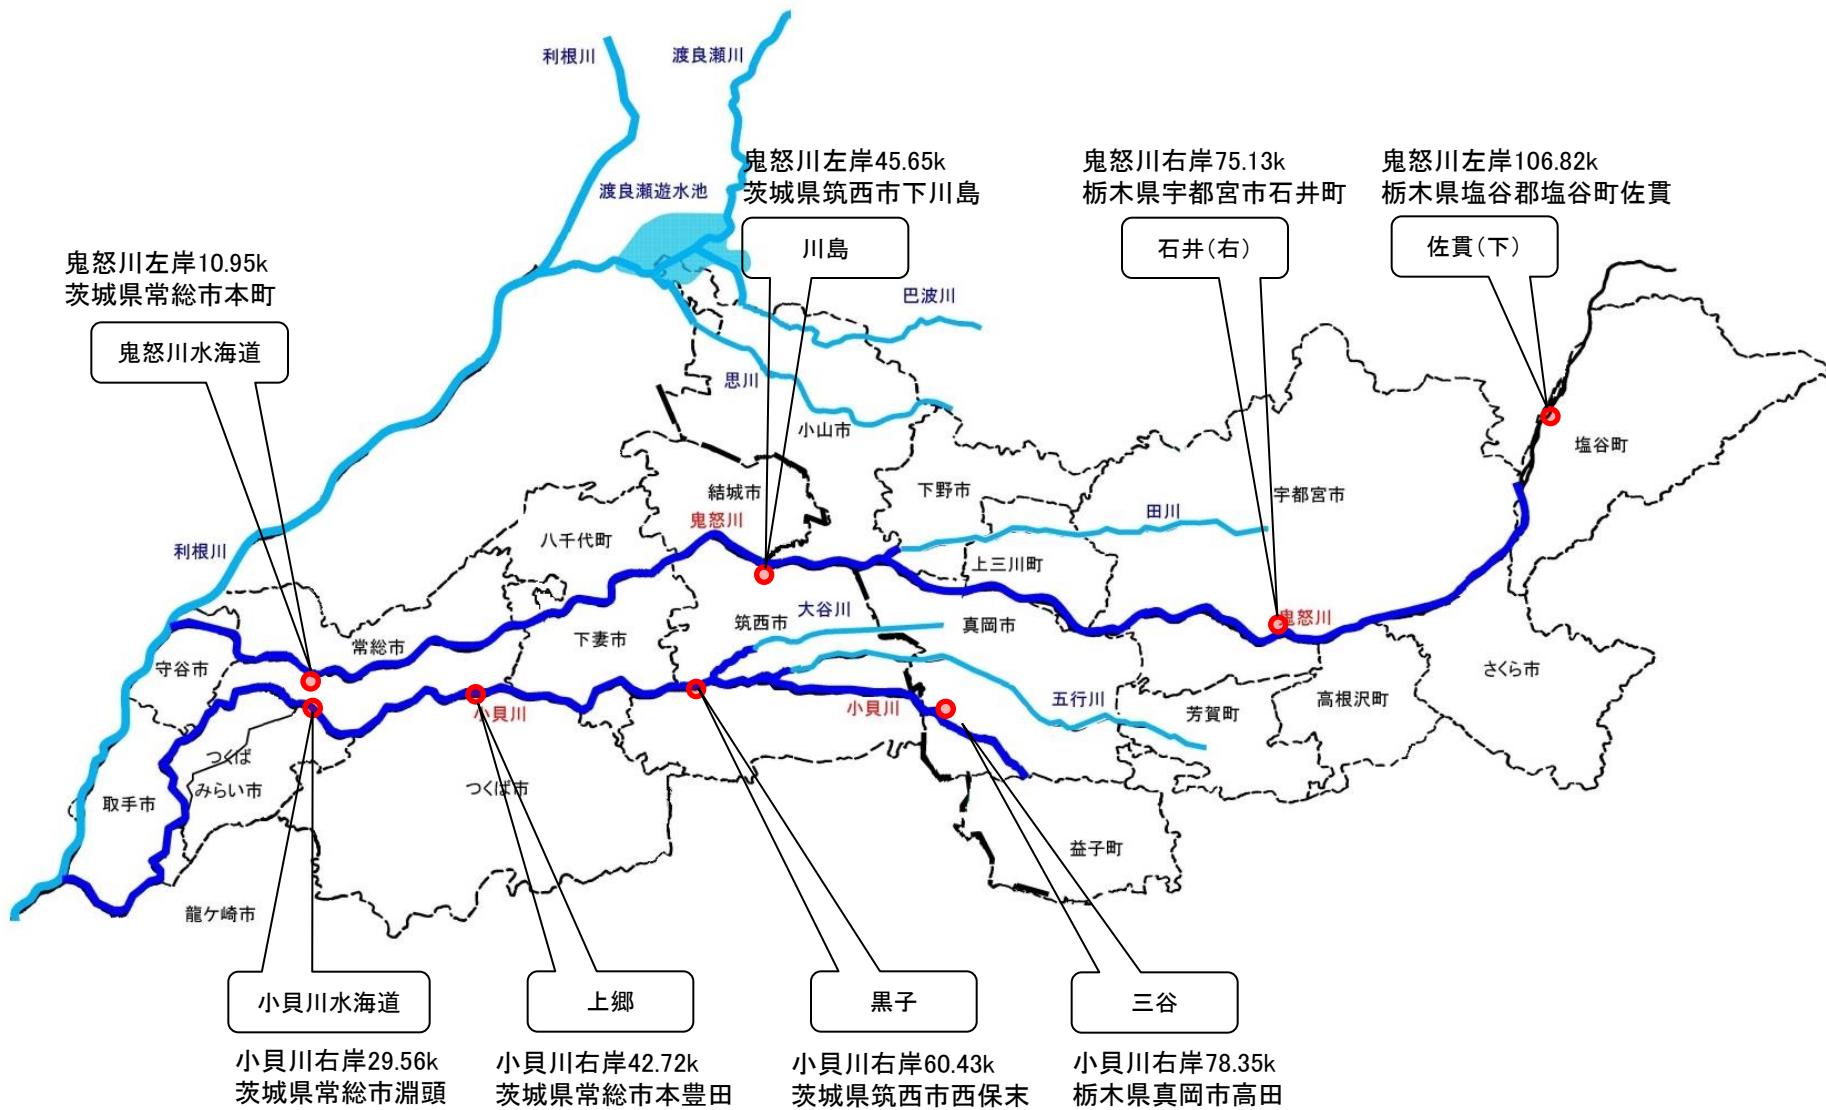 利根川
渡良瀬川
渡良瀬遊水池
鬼怒川左岸45.65k
茨城県筑西市下川島
川島
鬼怒川右岸75.13k
栃木県宇都宮市石井町
石井(右)
鬼怒川左岸106.82k
栃木県塩谷郡塩谷町佐貫
佐貫(下)
鬼怒川左岸10.95k
茨城県常総市本町
鬼怒川水海道
巴波川
思川
小山市
塩谷町
結城市
下野市
宇都宮市
鬼怒川
田川
八千代町
利根川
上三川町
大谷川
鬼怒川
筑西市
真岡市
下妻市
常総市
守谷市
さくら市
高根沢町
五行川
芳賀町
小貝川
小貝川
つくば
みらい市
つくば市
取手市
益子町
龍ケ崎市
小貝川水海道
上郷
黒子
三谷
小貝川右岸29.56k
茨城県常総市淵頭
小貝川右岸42.72k
茨城県常総市本豊田
小貝川右岸60.43k
茨城県筑西市西保末
小貝川右岸78.35k
栃木県真岡市高田